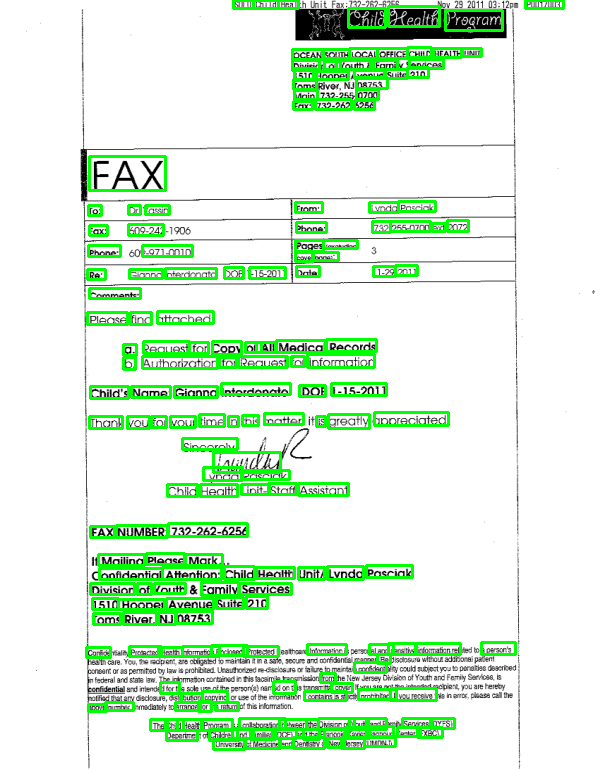 SOLO Child Health Unit Fax:732-262-6256 Nov 29 2011 03:12pm P001/003
Child Health Program
OCEAN SOUTH LOCAL OFFICE CHILD HEALTH UNIT
Division of Youth & Family Services
1510 Hooper Avenue Suite 210
Toms River, NJ 08753
Main 732-255-0700
Fax: 732-262-6256
FAX
To: Dr. Yassin From: Lynda Pasciak
Fax: 609-242-1906 Phone: 732-255-0700 ext 2072
Phone: 609-971-0010 Pages (excluding cover page): 3
Re: Gianna Interdonato DOB 1-15-2011 Date 11-29-2011
Comments:
Please find attached
a. Request for Copy of All Medical Records
b. Authorization for Request for Information
Child's Name Gianna Interdonato DOB 1-15-2011
Thank you for your time in this matter it is greatly appreciated
Sincerely
Lynda Pasciak
Child Health Unit- Staff Assistant
FAX NUMBER 732-262-6256
If Mailing Please Mark...
Confidential Attention: Child Health Unit/ Lynda Pasciak
Division of Youth & Family Services
1510 Hooper Avenue Suite 210
Toms River, NJ 08753
Confidentiality Protected Health Information Enclosed Protected Healthcare Information is personal and sensitive information related to a person's
health care. You, the recipient, are obligated to maintain it in a safe, secure and confidential manner. Re-disclosure without additional patient
consent or as permitted by law is prohibited. Unauthorized re-disclosure or failure to maintain confidentiality could subject you to penalties described
in federal and state law. The information contained in this facsimile transmission from the New Jersey Division of Youth and Family Services, is
confidential and intended for the sole use of the person(s) named on this transmittal cover. If you are not the intended recipient, you are hereby
notified that any disclosure, distribution, copying, or use of the information it contains is strictly prohibited. If you receive this in error, please call the
above number immediately to arrange for the return of this information.
The Child Health Program is a collaboration between the Division of Youth and Family Services (DYFS),
Department of Children and Families (DCF), and the Francois-Xavier Bagnoud Center (FXBC),
University of Medicine and Dentistry of New Jersey (UMDNJ).